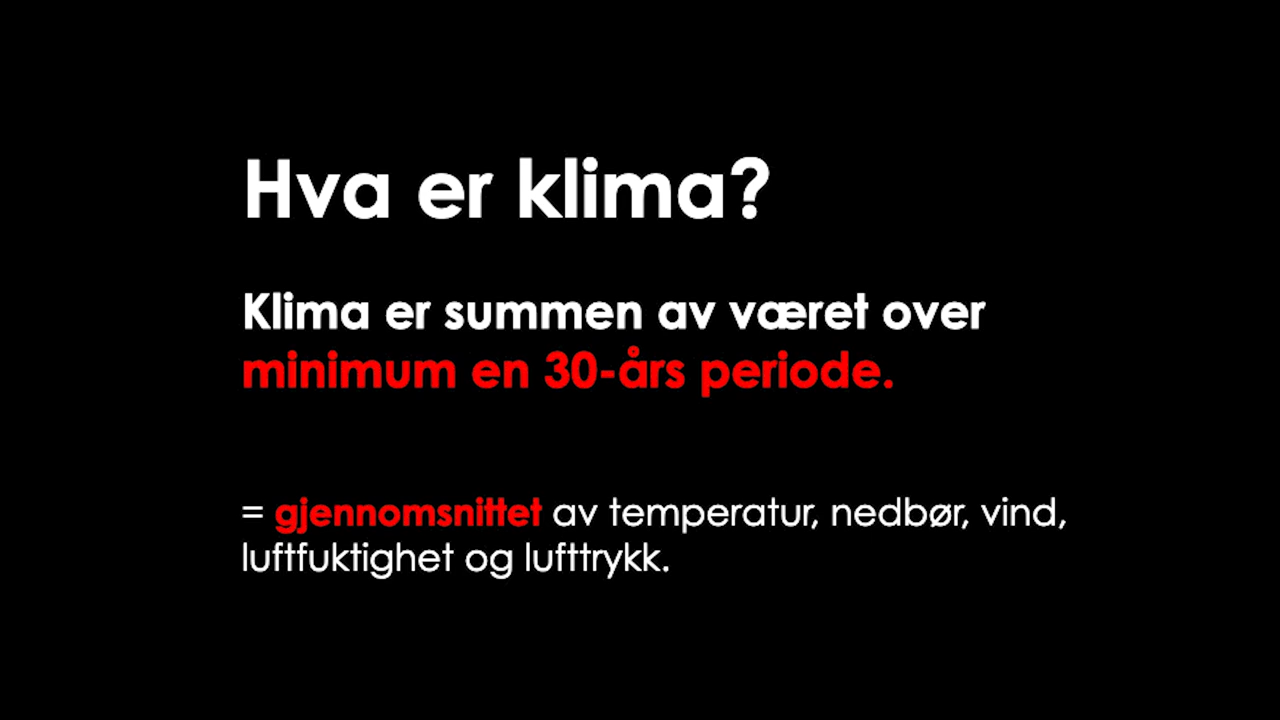 Hva er klima?
Klima er summen av været over
minimum en 30-års periode.
= gjennomsnittet av temperatur, nedbør, vind,
luftfuktighet og lufttrykk.